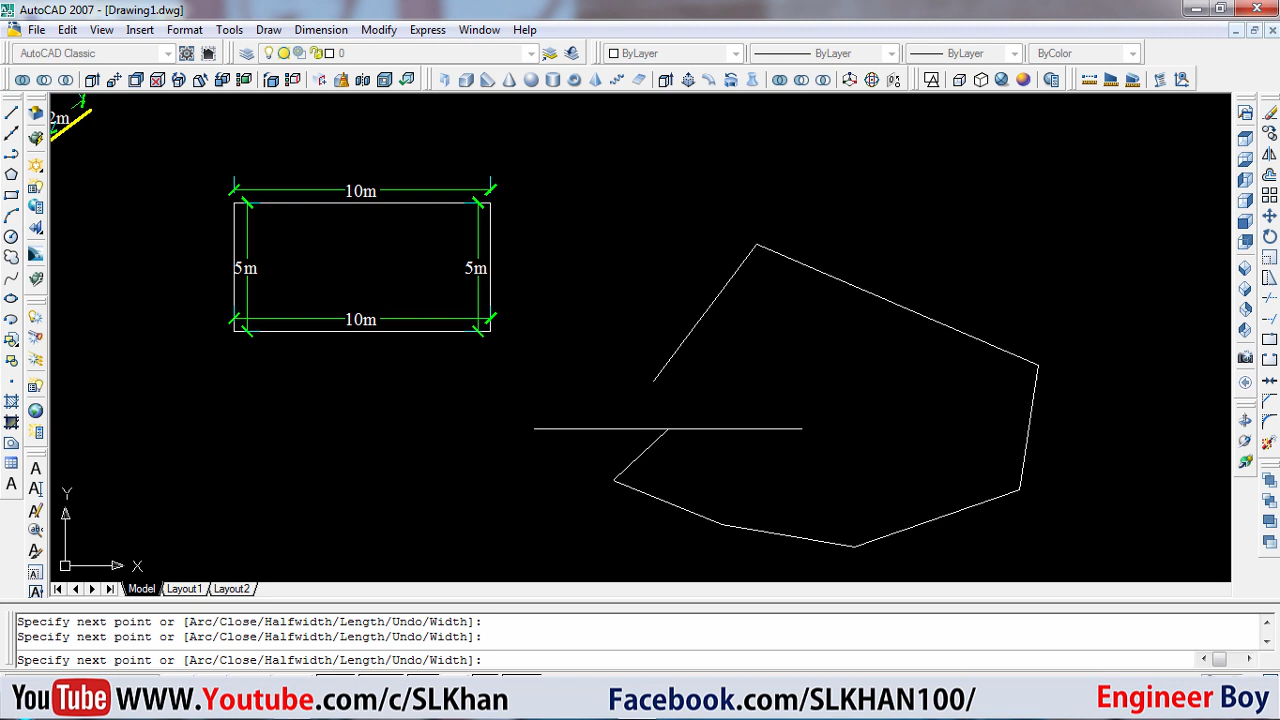 AutoCAD 2007 - [Drawing1.dwg]
File Edit View Insert Format Tools Draw Dimension Modify Express Window Help
AutoCAD Classic 0 ByLayer ByLayer ByLayer ByColor
2m
10m
5m 5m
10m
Y
X
Model Layout1 Layout2
Specify next point or [Arc/Close/Halfwidth/Length/Undo/Width]:
Specify next point or [Arc/Close/Halfwidth/Length/Undo/Width]:
Specify next point or [Arc/Close/Halfwidth/Length/Undo/Width]:
YouTube WWW.Youtube.com/c/SLKhan Facebook.com/SLKHAN100/ Engineer Boy